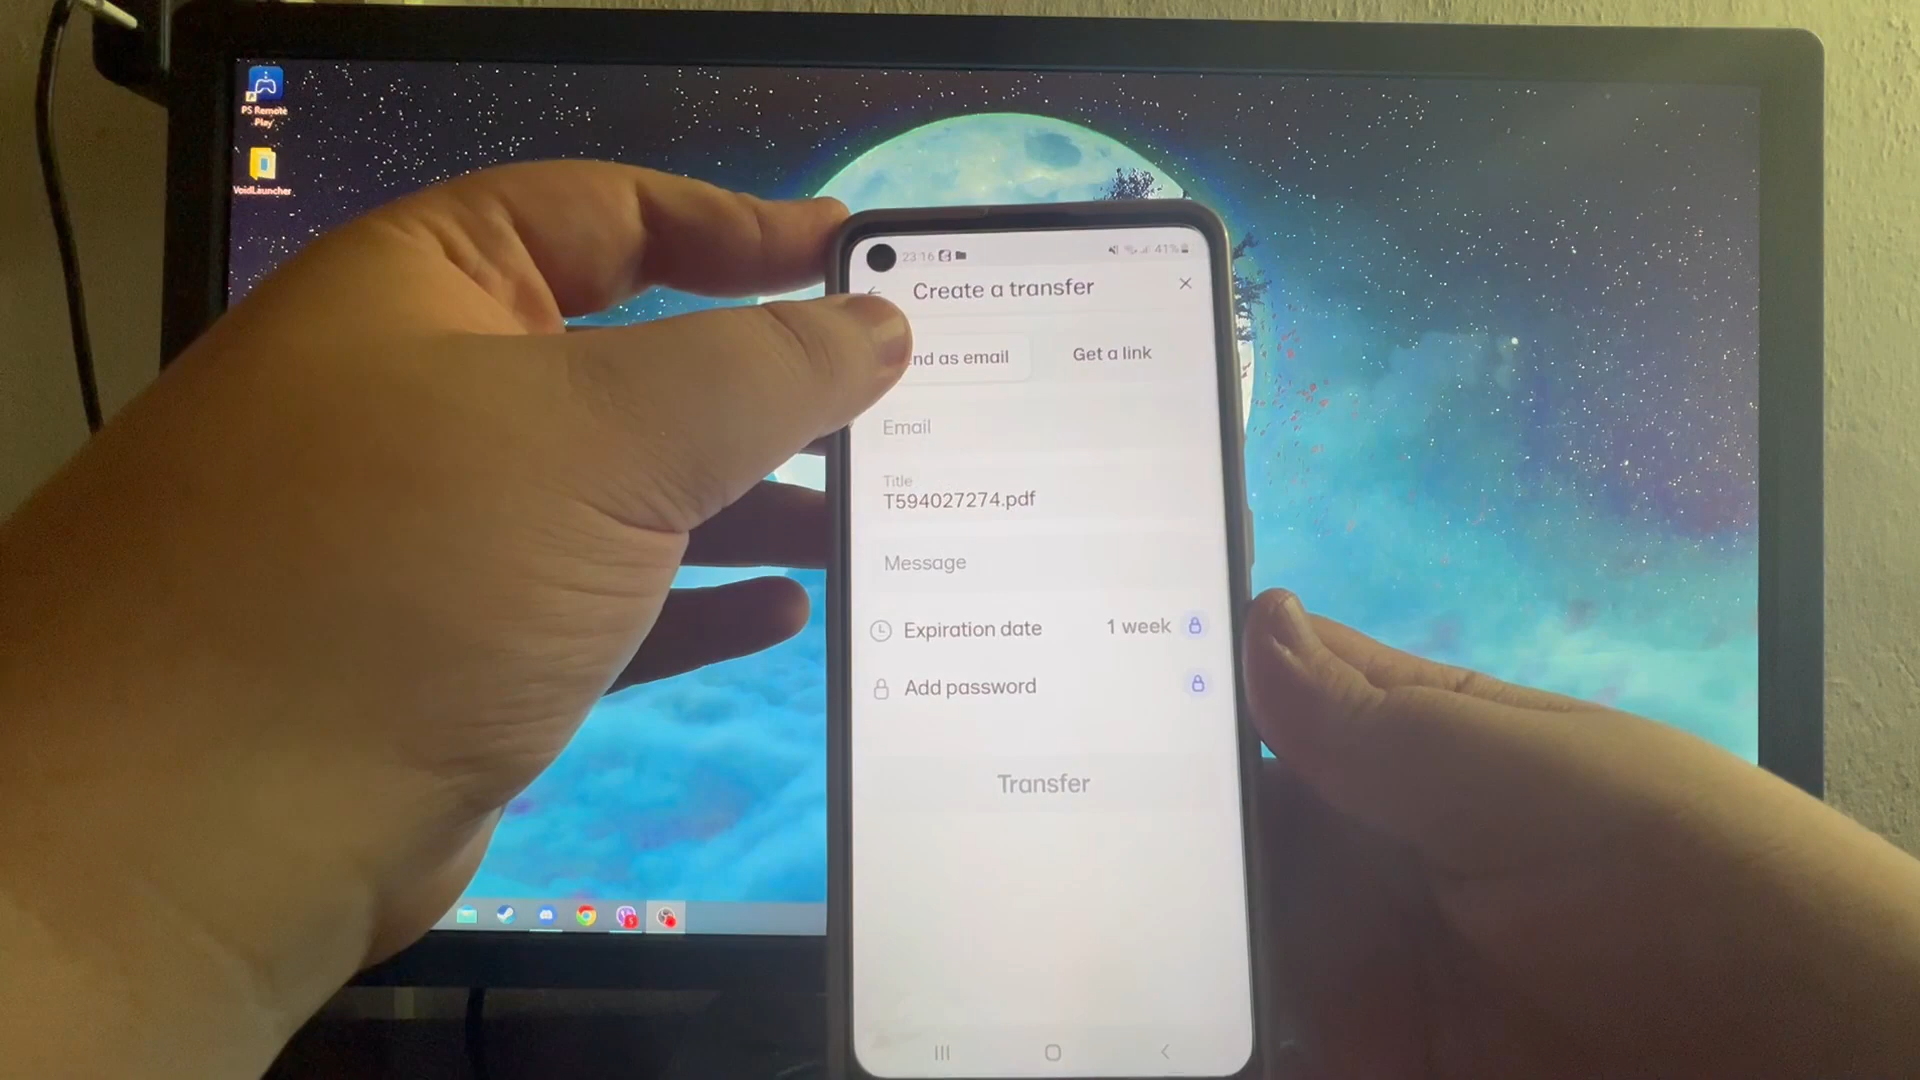 PS Remote
Play
VoidLauncher
23:16
41%
Create a transfer
nd as email
Get a link
Email
Title
T594027274.pdf
Message
Expiration date
1 week
Add password
Transfer